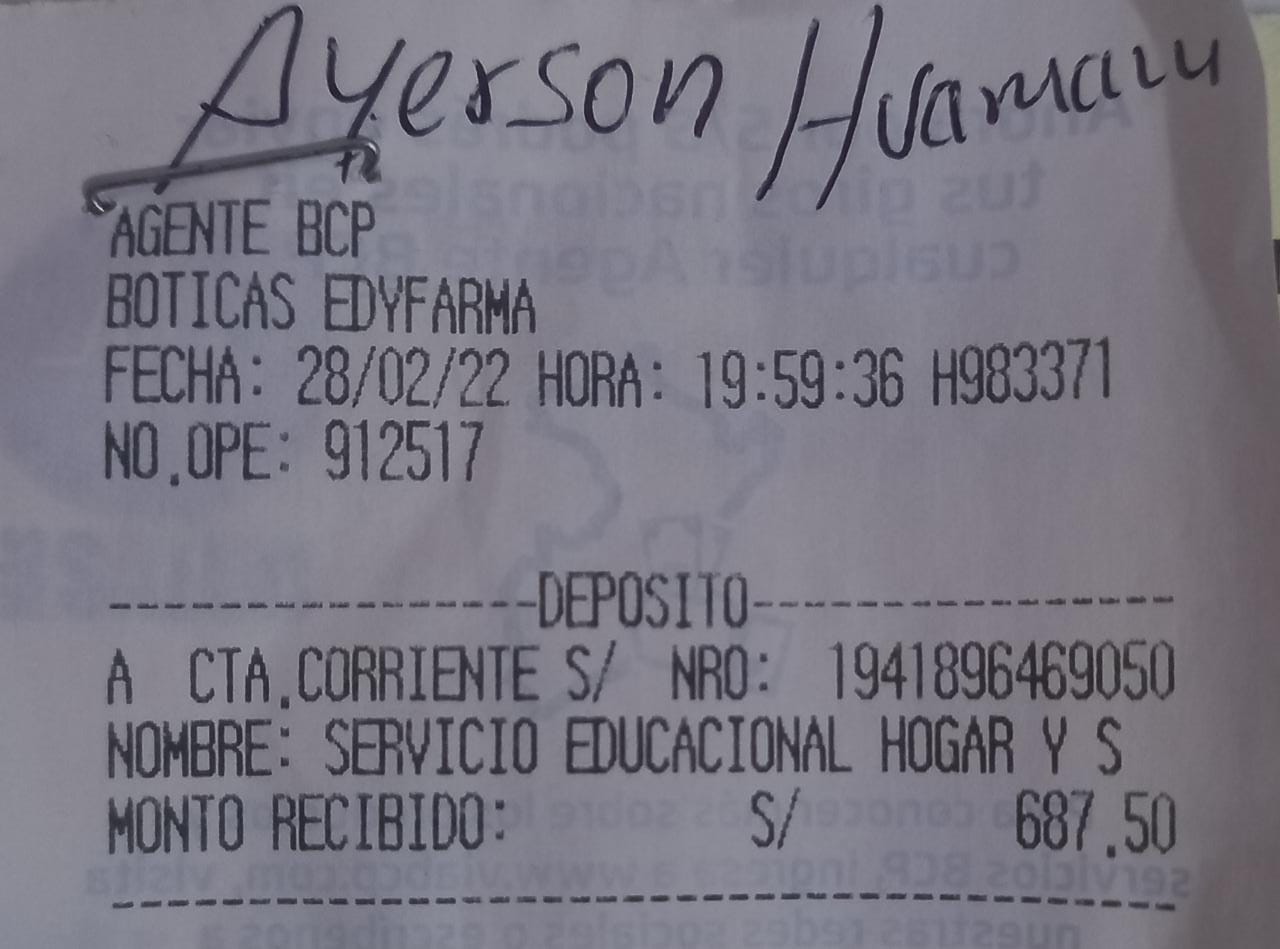 Ayerson Huamani
AGENTE BCP
BOTICAS EDYFARMA
FECHA: 28/02/22 HORA: 19:59:36 H983371
NO.OPE: 912517
----------------DEPOSITO----------------
A CTA.CORRIENTE S/ NRO: 1941896469050
NOMBRE: SERVICIO EDUCACIONAL HOGAR Y S
MONTO RECIBIDO: S/ 687.50